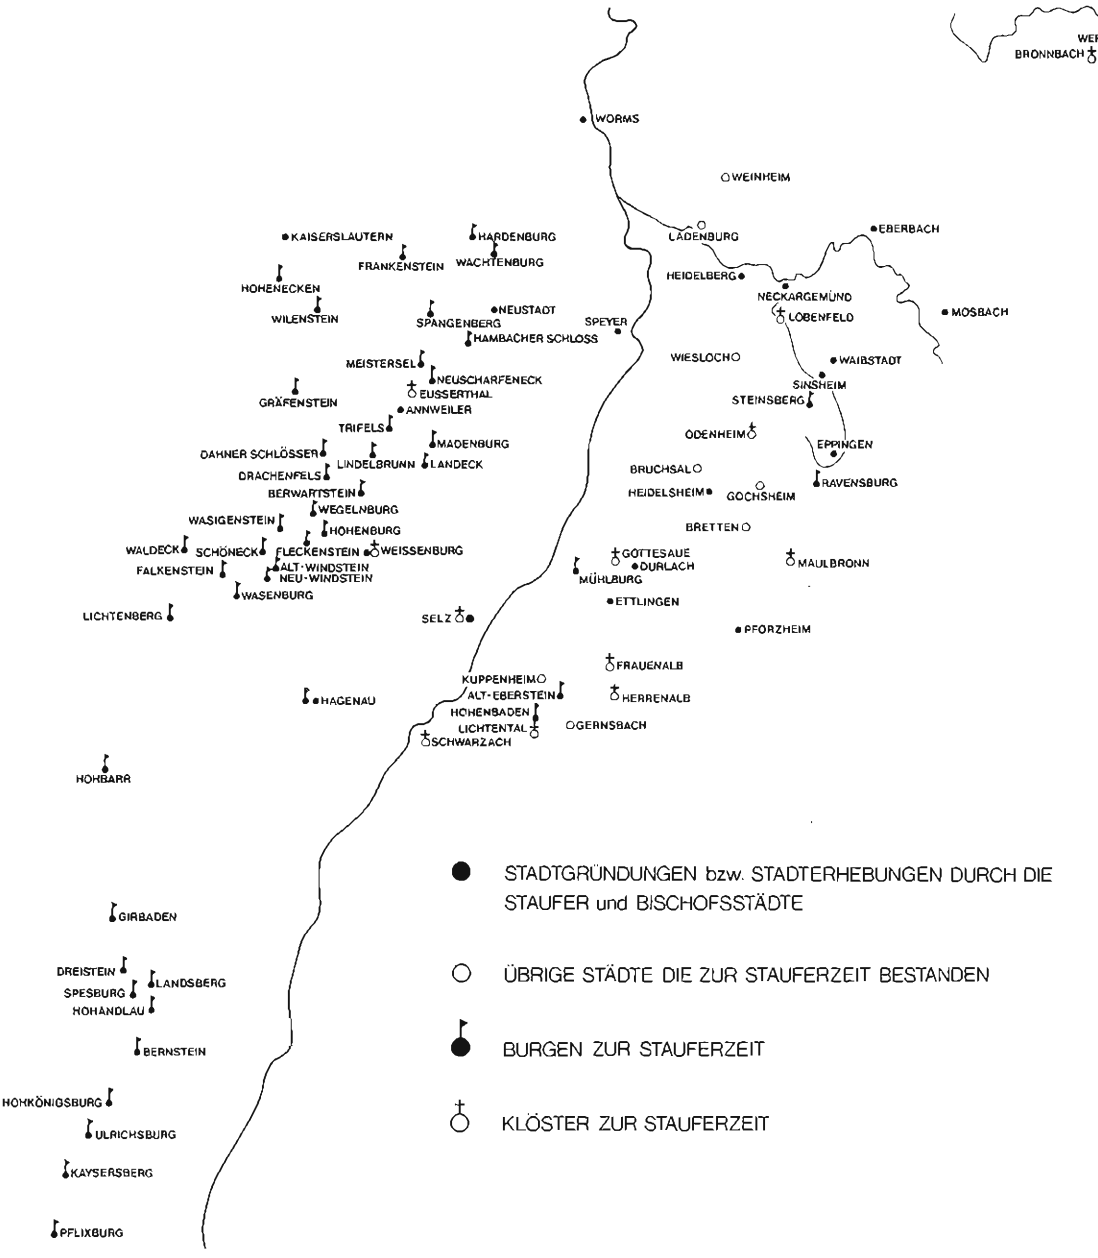 WER
BRONNBACH
WORMS
WEINHEIM
LADENBURG
EBERBACH
KAISERSLAUTERN
HARDENBURG
FRANKENSTEIN
WACHTENBURG
HEIDELBERG
HOHENECKEN
NECKARGEMÜND
WILENSTEIN
NEUSTADT
SPANGENBERG
SPEYER
LOBENFELD
MOSBACH
HAMBACHER SCHLOSS
MEISTERSEL
WIESLOCH
WAIBSTADT
NEUSCHARFENECK
SINSHEIM
EUSSERTHAL
GRÄFENSTEIN
STEINSBERG
ANNWEILER
TRIFELS
ODENHEIM
MADENBURG
EPPINGEN
DAHNER SCHLÖSSER
LINDELBRUNN
LANDECK
BRUCHSAL
DRACHENFELS
RAVENSBURG
BERWARTSTEIN
HEIDELSHEIM
GOCHSHEIM
WEGELNBURG
WASIGENSTEIN
HOHENBURG
BRETTEN
WALDECK
SCHÖNECK
FLECKENSTEIN
WEISSENBURG
GOTTESAUE
MAULBRONN
FALKENSTEIN
ALT-WINDSTEIN
DURLACH
NEU-WINDSTEIN
MÜHLBURG
WASENBURG
ETTLINGEN
LICHTENBERG
SELZ
PFORZHEIM
FRAUENALB
KUPPENHEIM
ALT-EBERSTEIN
HERRENALB
HAGENAU
HOHENBADEN
LICHTENTAL
GERNSBACH
SCHWARZACH
HOHBARR
STADTGRÜNDUNGEN bzw. STADTERHEBUNGEN DURCH DIE
STAUFER und BISCHOFSSTÄDTE
GIRBADEN
DREISTEIN
ÜBRIGE STÄDTE DIE ZUR STAUFERZEIT BESTANDEN
LANDSBERG
SPESBURG
HOHANDLAU
BERNSTEIN
BURGEN ZUR STAUFERZEIT
HOHKÖNIGSBURG
KLÖSTER ZUR STAUFERZEIT
ULRICHSBURG
KAYSERSBERG
PFLIXBURG